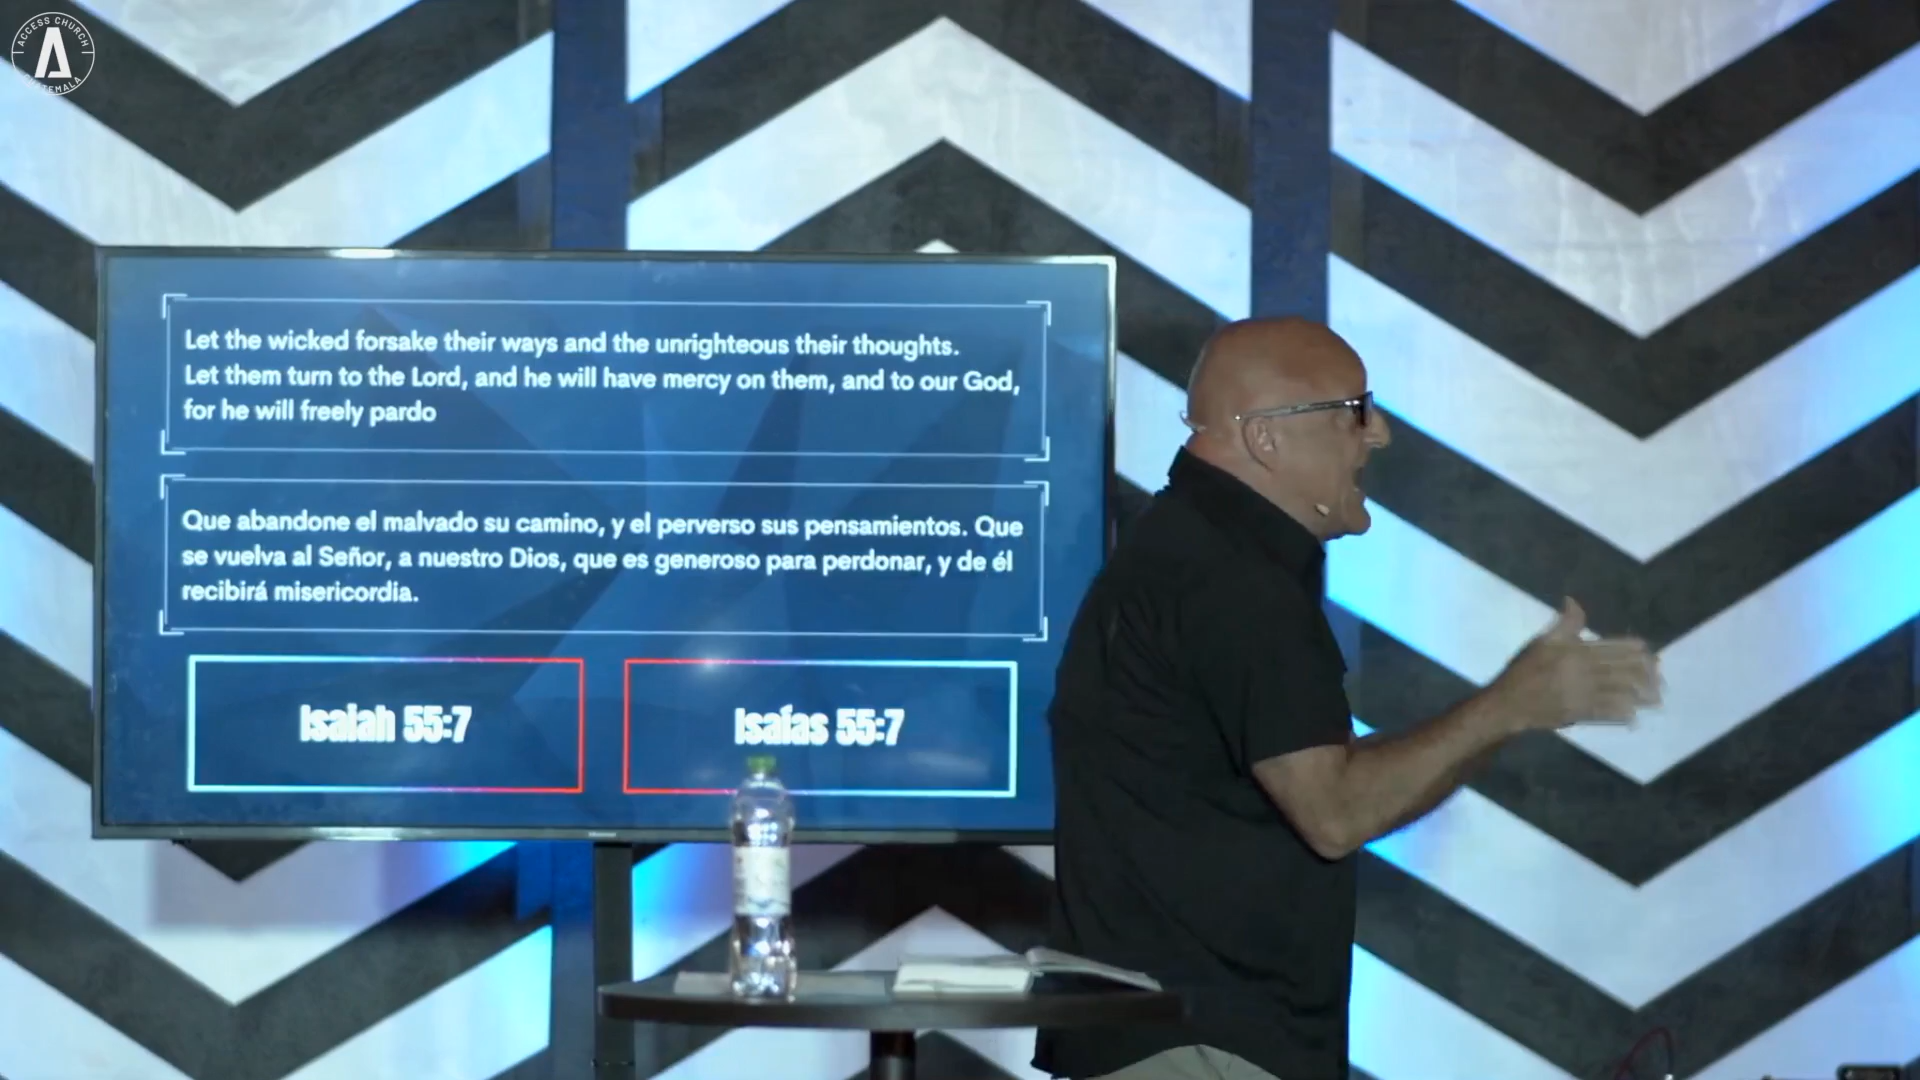 ACCESS CHURCH
GUATEMALA
Let the wicked forsake their ways and the unrighteous their thoughts.
Let them turn to the Lord, and he will have mercy on them, and to our God,
for he will freely pardo
Que abandone el malvado su camino, y el perverso sus pensamientos. Que
se vuelva al Señor, a nuestro Dios, que es generoso para perdonar, y de él
recibirá misericordia.
Isaiah 55:7
Isaías 55:7